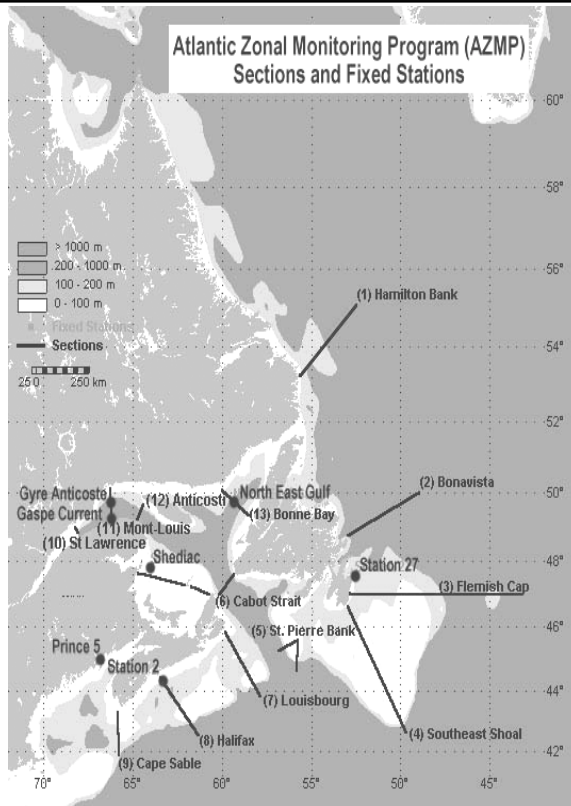 Atlantic Zonal Monitoring Program (AZMP)
Sections and Fixed Stations
60°
58°
> 1000 m
200 - 1000 m
100 - 200 m
0 - 100 m
Fixed Stations
Sections
250 250 km
56°
(1) Hamilton Bank
54°
52°
(2) Bonavista
50°
Gyre Anticosti
(12) Anticosti
North East Gulf
Gaspe Current
(11) Mont-Louis
(13) Bonne Bay
(10) St Lawrence
Shediac
Station 27
48°
(3) Flemish Cap
(6) Cabot Strait
(5) St. Pierre Bank
46°
Prince 5
Station 2
(7) Louisbourg
44°
(8) Halifax
(4) Southeast Shoal
(9) Cape Sable
42°
70° 65° 60° 55° 50° 45°